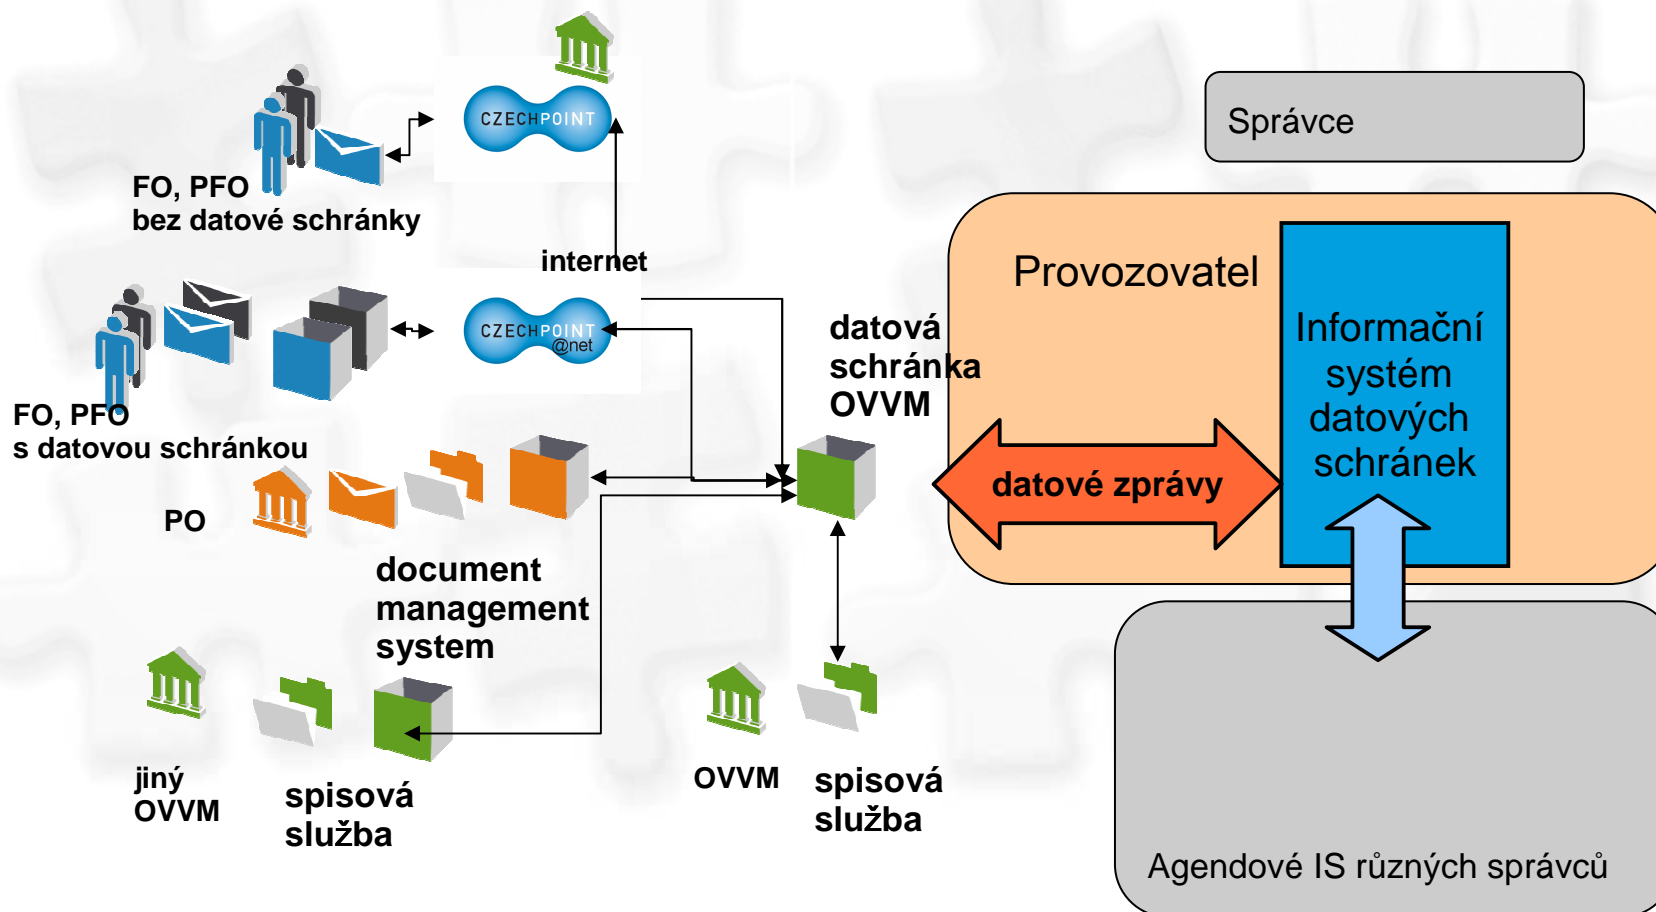 CZECHPOINT
Správce
FO, PFO
bez datové schránky
internet
Provozovatel
CZECHPOINT
@net
datová
schránka
OVVM
Informační
systém
datových
schránek
FO, PFO
s datovou schránkou
datové zprávy
PO
document
management
system
jiný
OVVM
spisová
služba
OVVM
spisová
služba
Agendové IS různých správců